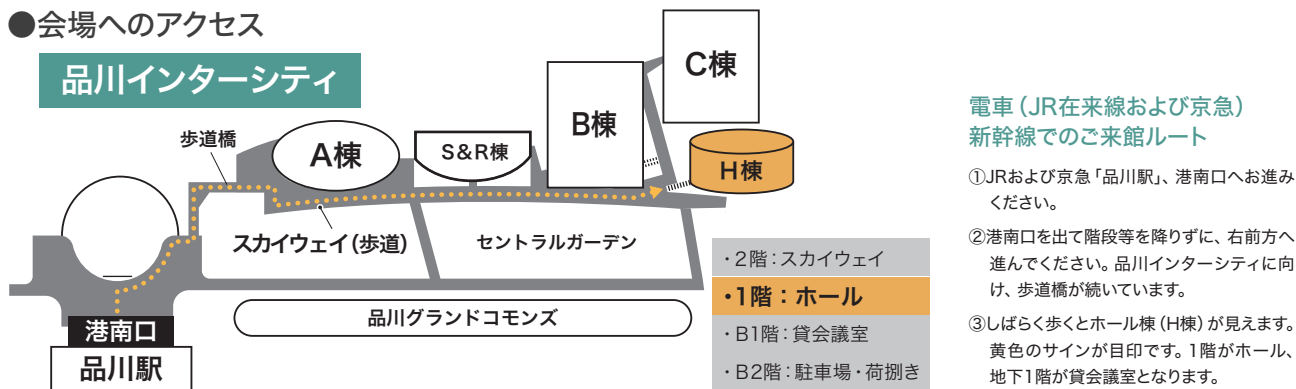 ●会場へのアクセス
品川インターシティ
歩道橋
A棟
S&R棟
B棟
C棟
H棟
スカイウェイ（歩道）
セントラルガーデン
品川グランドコモンズ
港南口
品川駅
・2階：スカイウェイ
・1階：ホール
・B1階：貸会議室
・B2階：駐車場・荷捌き
電車（JR在来線および京急）
新幹線でのご来館ルート
①JRおよび京急「品川駅」、港南口へお進み
ください。
②港南口を出て階段等を降りずに、右前方へ
進んでください。品川インターシティに向
け、歩道橋が続いています。
③しばらく歩くとホール棟（H棟）が見えます。
黄色のサインが目印です。1階がホール、
地下1階が貸会議室となります。